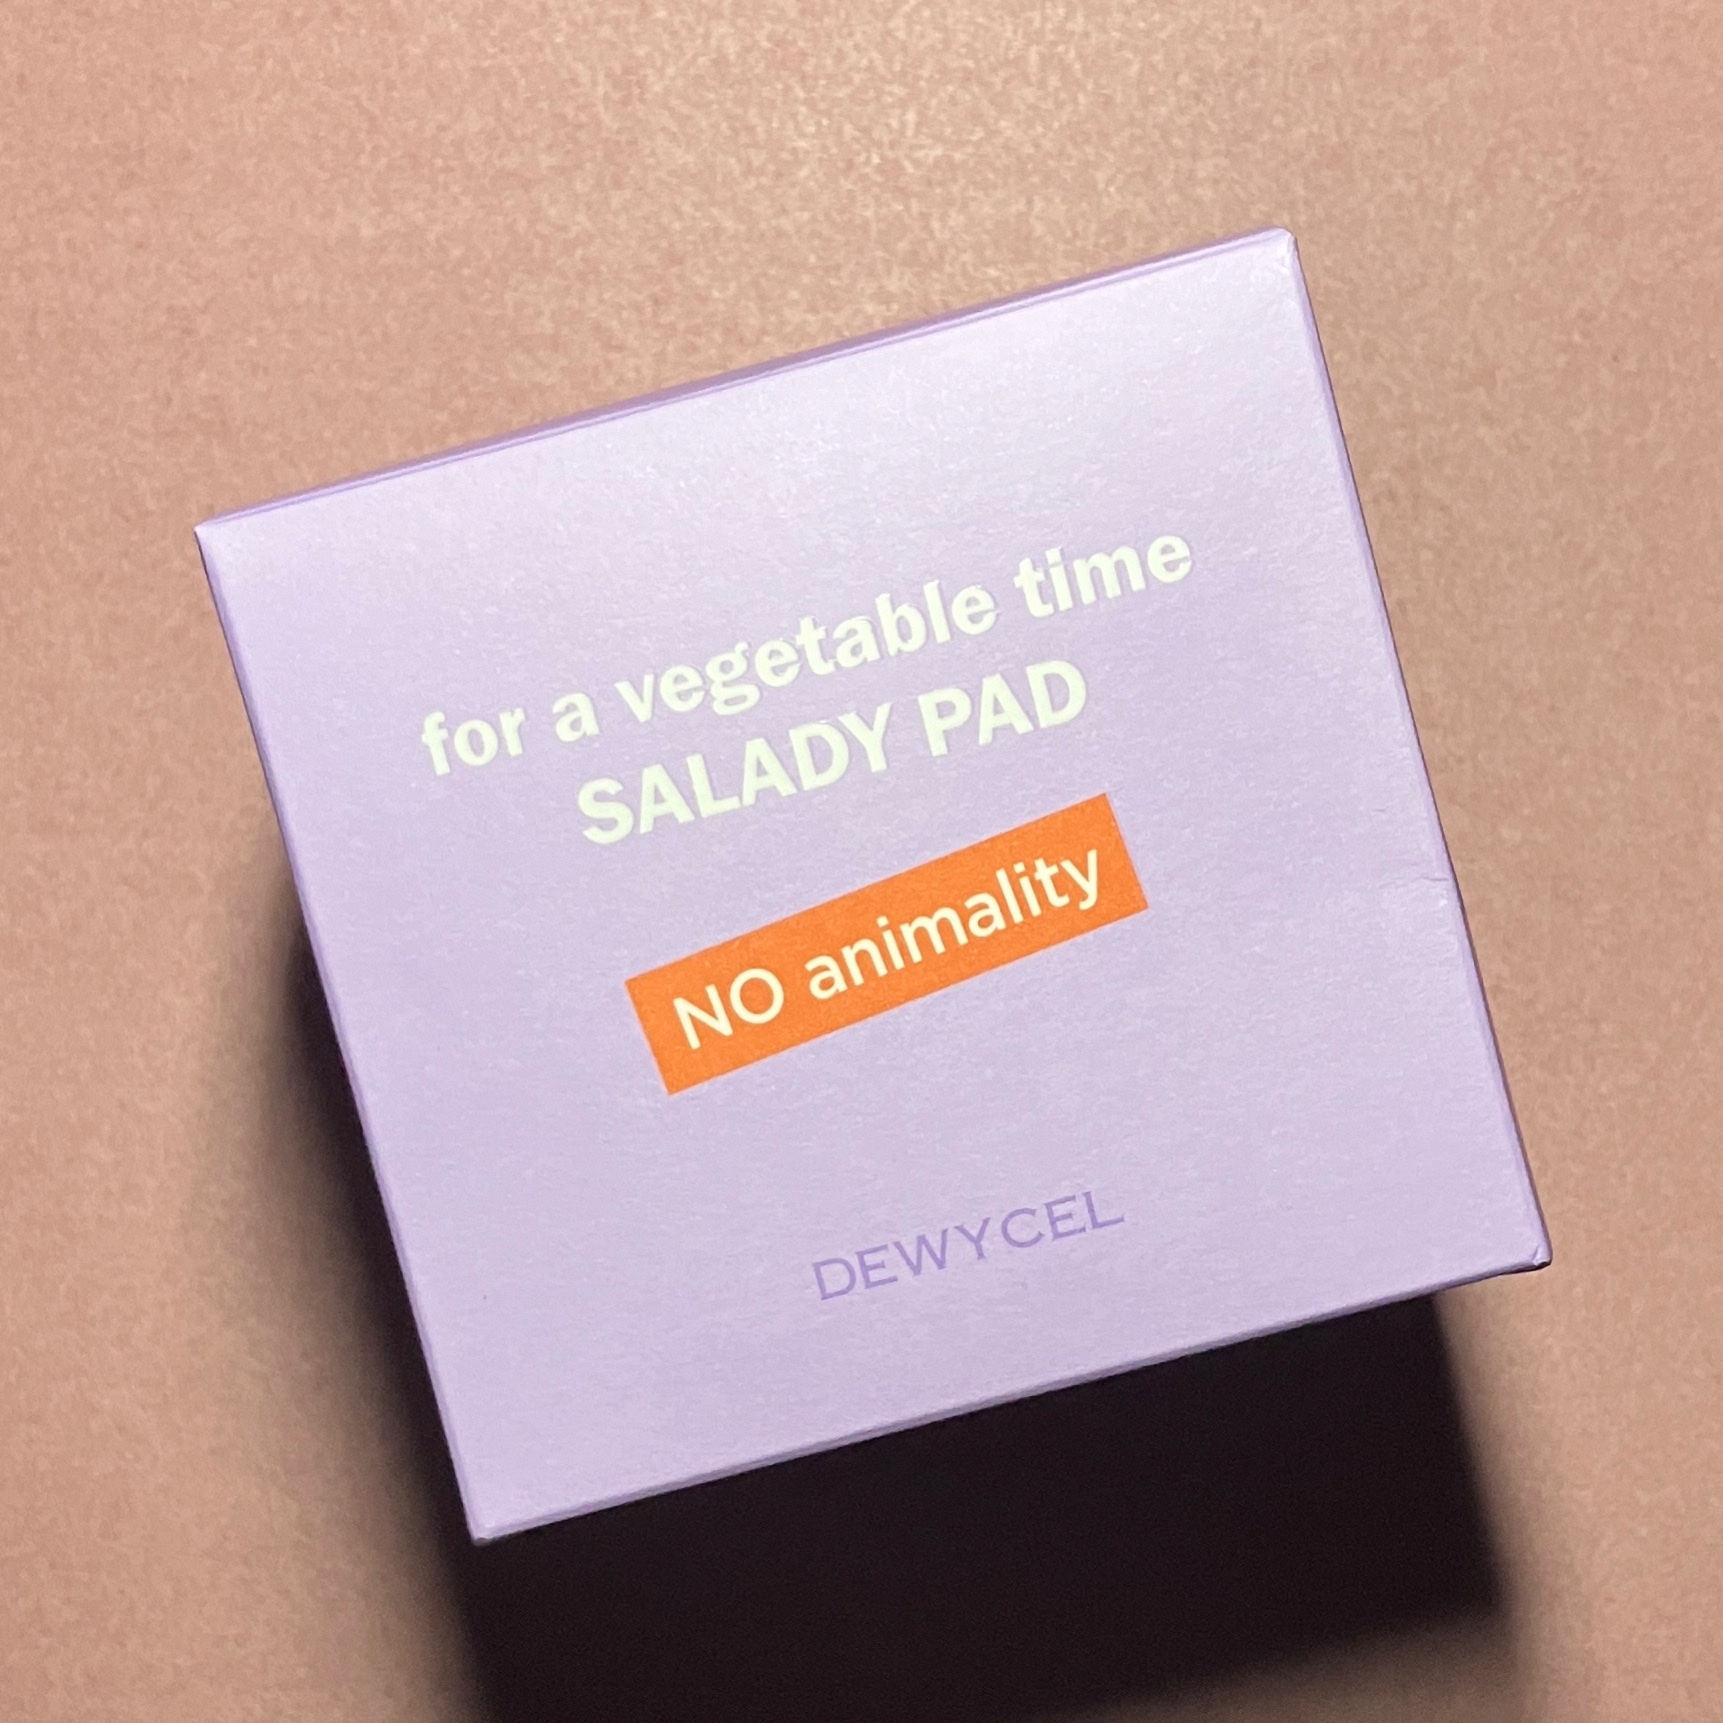 for a vegetable time
SALADY PAD
NO animality
DEWYCEL